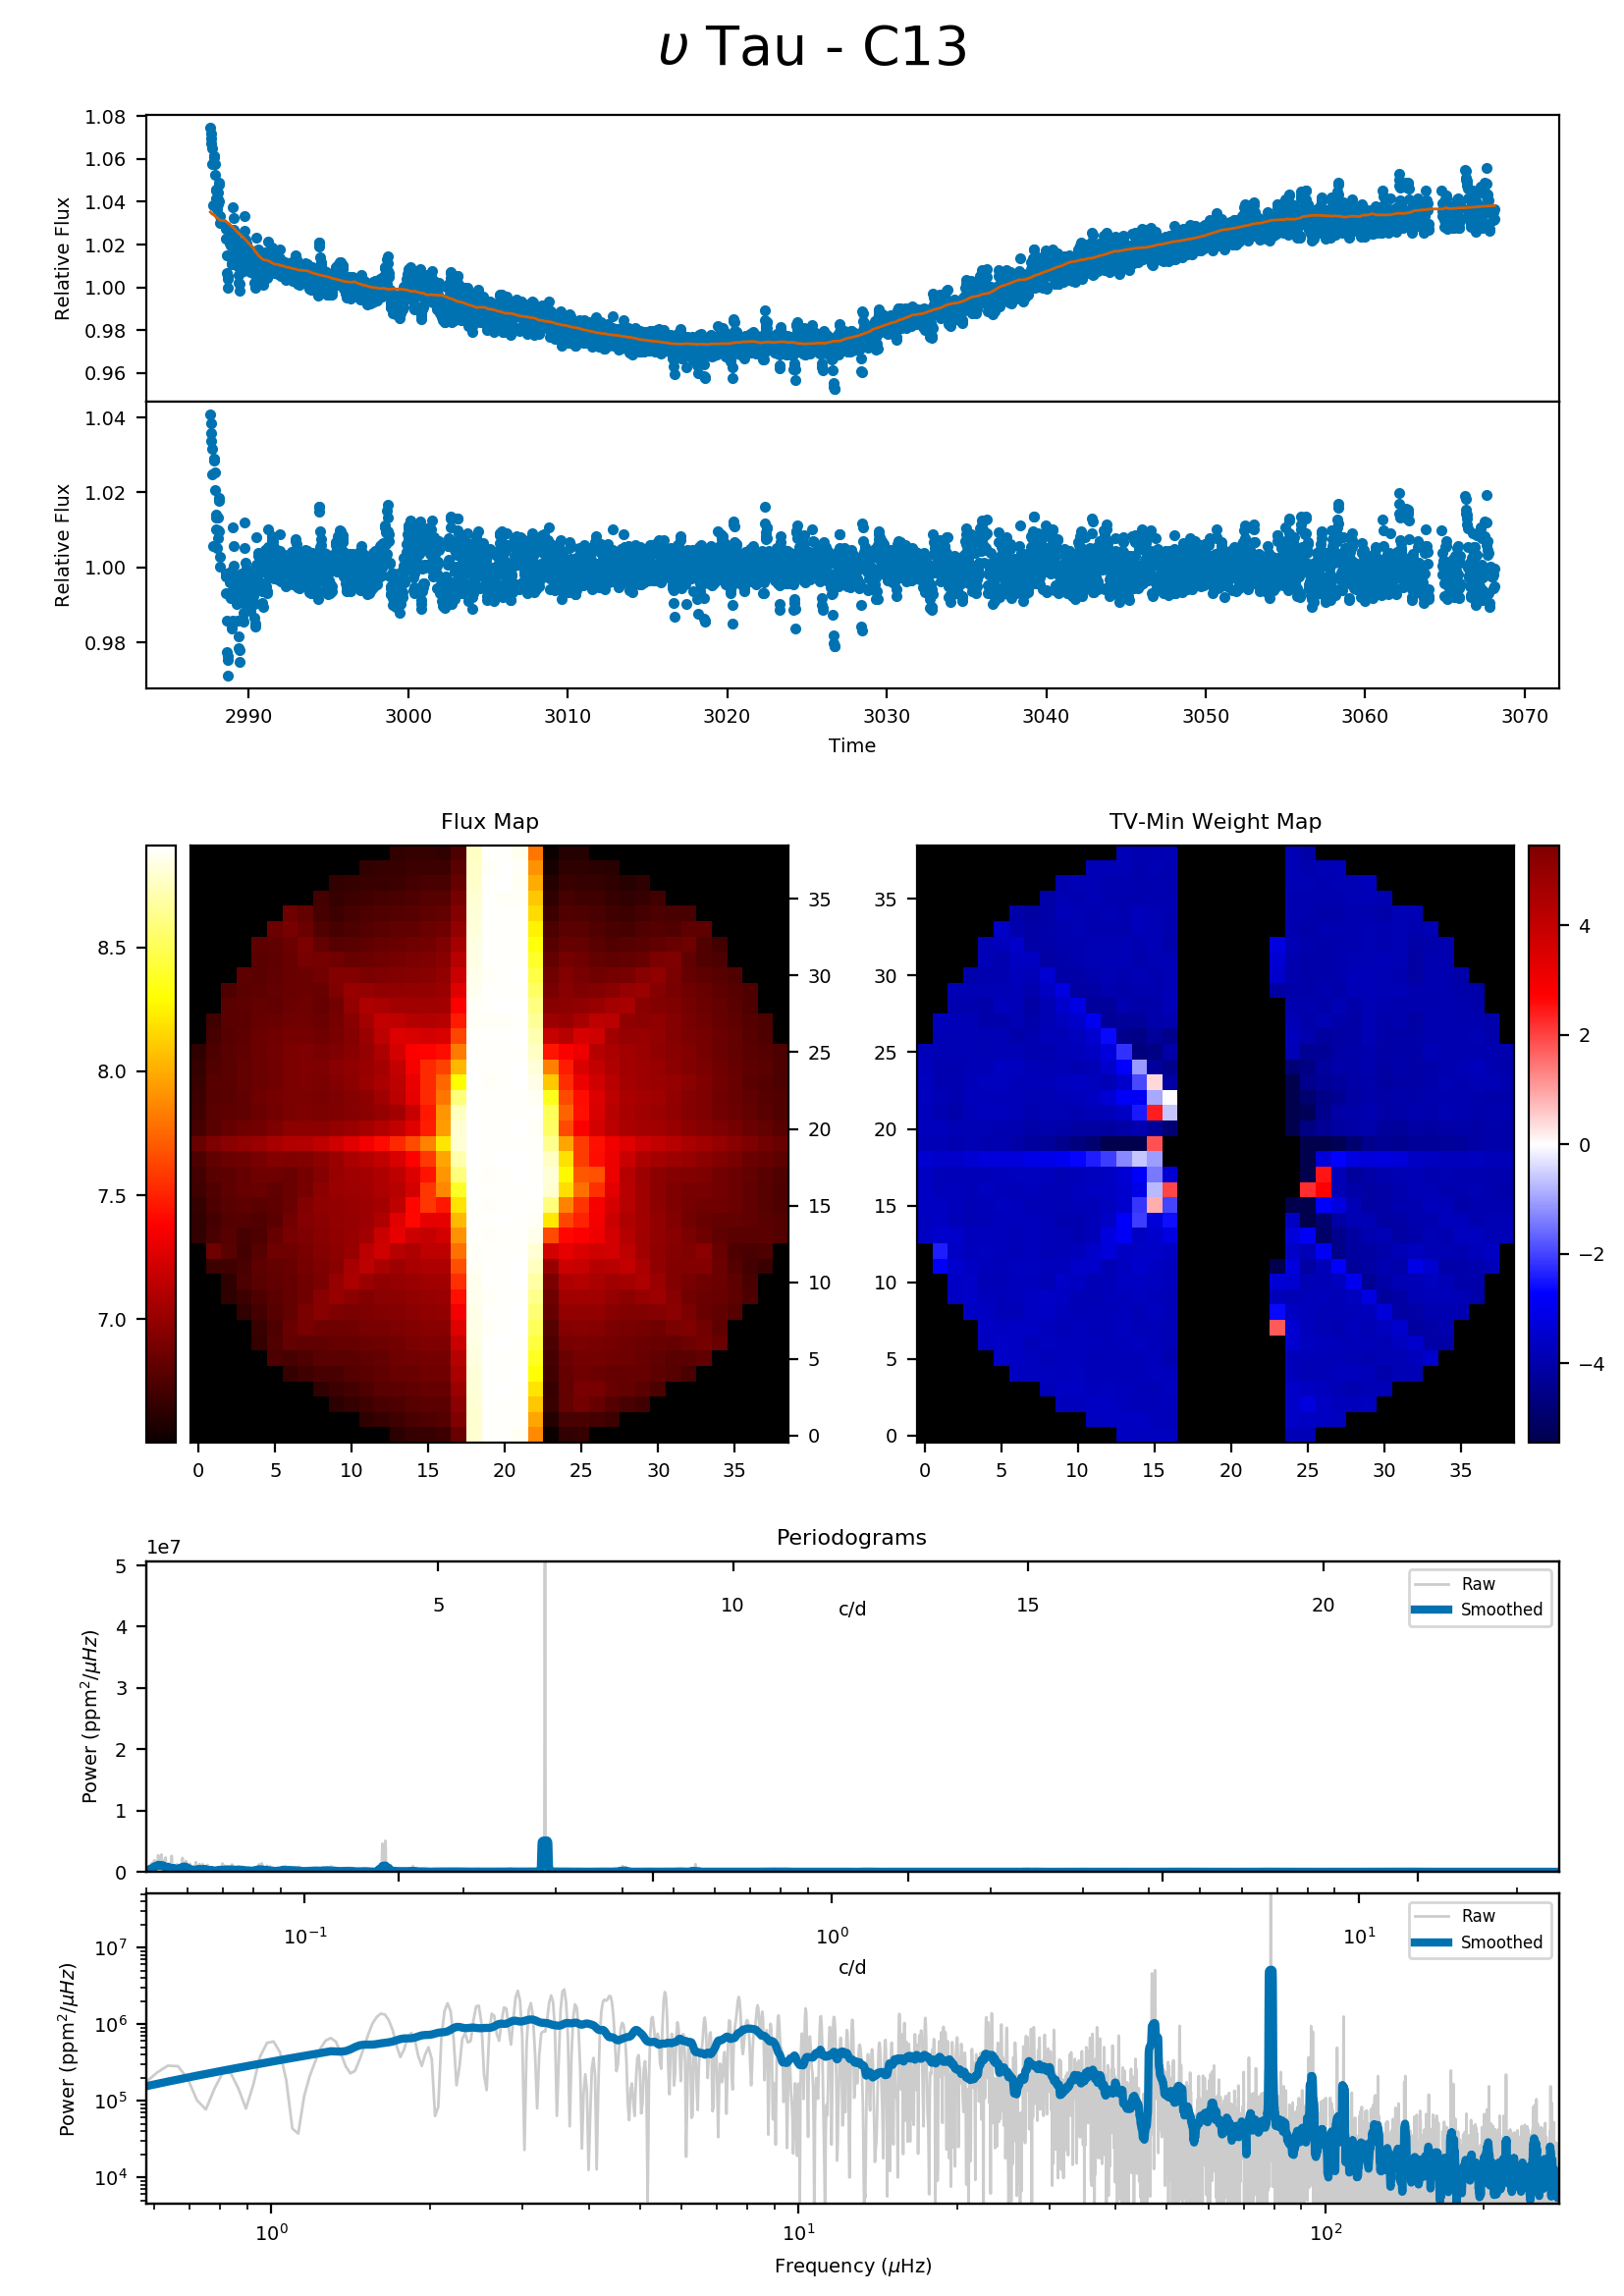 υ Tau - C13
1.08
1.06
1.04
1.02
1.00
0.98
0.96
Relative Flux
1.04
1.02
1.00
0.98
Relative Flux
2990 3000 3010 3020 3030 3040 3050 3060 3070
Time
Flux Map
TV-Min Weight Map
8.5
8.0
7.5
7.0
35
30
25
20
15
10
5
0
0 5 10 15 20 25 30 35
35
30
25
20
15
10
5
0
0 5 10 15 20 25 30 35
4
2
0
−2
−4
Periodograms
1e7
5
4
3
2
1
0
Power (ppm²/μHz)
5 10 15 20
c/d
Raw
Smoothed
10⁷
10⁶
10⁵
10⁴
Power (ppm²/μHz)
10⁻¹ 10⁰ 10¹
c/d
Raw
Smoothed
10⁰ 10¹ 10²
Frequency (μHz)